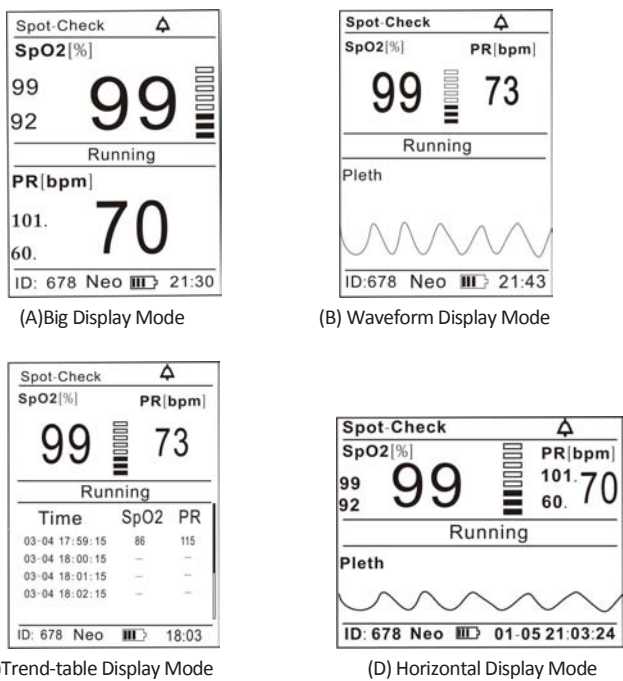 Spot-Check
SpO2[%]
99
92
99
Running
PR[bpm]
101.
60.
70
ID: 678 Neo 21:30
(A)Big Display Mode
Spot-Check
SpO2[%] PR[bpm]
99 73
Running
Pleth
ID:678 Neo 21:43
(B) Waveform Display Mode
Spot-Check
SpO2[%] PR[bpm]
99 73
Running
Time SpO2 PR
03-04 17:59:15 86 115
03-04 18:00:15 — —
03-04 18:01:15 — —
03-04 18:02:15 — —
ID: 678 Neo 18:03
)Trend-table Display Mode
Spot-Check
SpO2[%] PR[bpm]
99 99 101. 70
92 60.
Running
Pleth
ID: 678 Neo 01-05 21:03:24
(D) Horizontal Display Mode